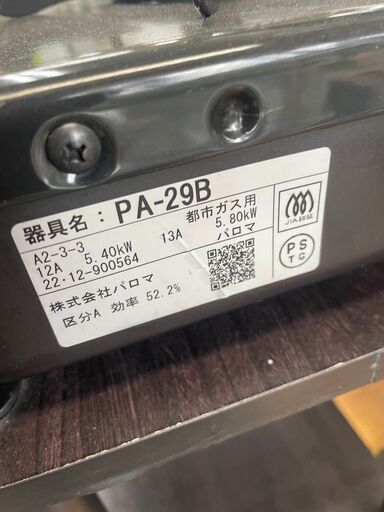 器具名：PA-29B
A2-3-3 都市ガス用
12A 5.40kW 13A 5.80kW
22・12-900564 パロマ
株式会社パロマ
区分A 効率 52.2%
JIA認証
PS
TG